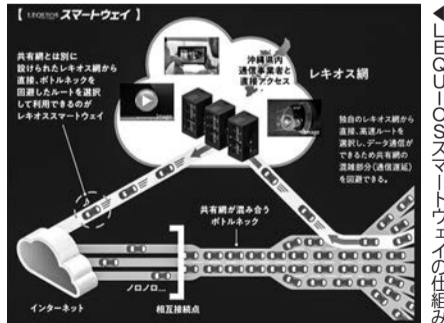 【 LEQUIOS スマートウェイ 】
共有網とは別に
設けられたレキオス網から
直接、ボトルネックを
回避したルートを選択
して利用できるのが
レキオススマートウェイ
沖縄県内
通信事業者と
直接アクセス
レキオス網
独自のレキオス網から
直接、高速ルートを
選択し、データ通信が
できるため共有網の
混雑部分(通信遅延)
を回避できる。
共有網が混み合う
ボトルネック
ノロノロ…
インターネット
相互接続点
◀LEQUIOSスマートウェイの仕組み